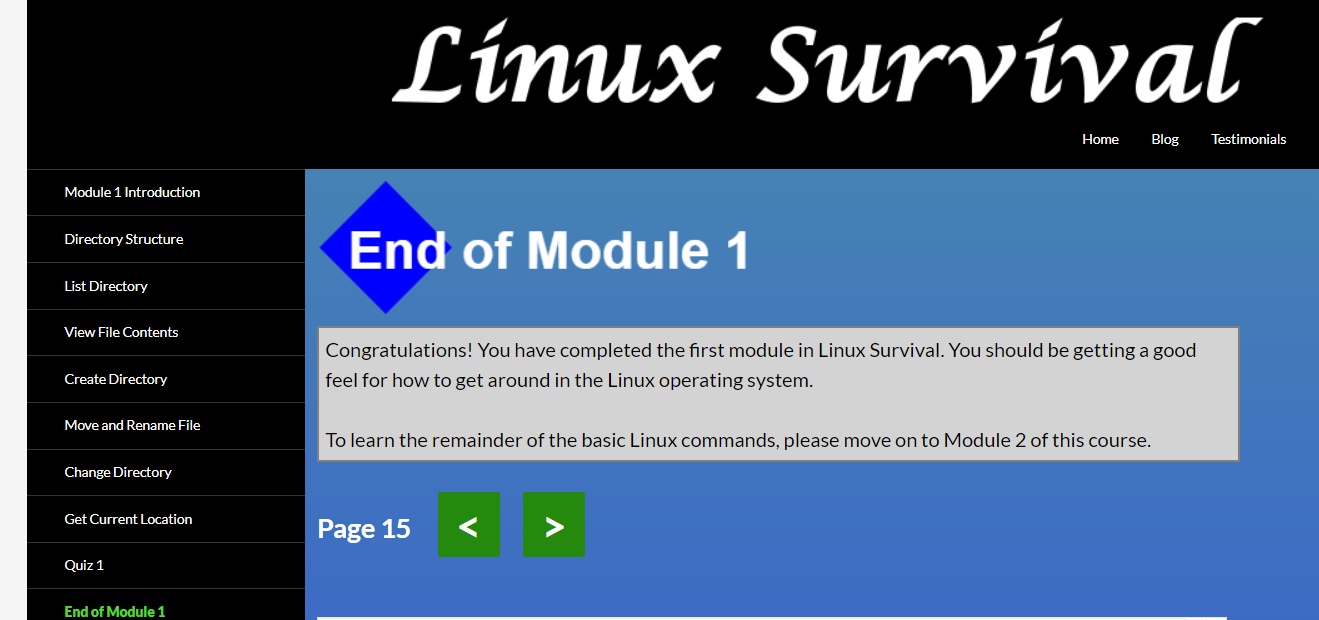 Linux Survival
Home Blog Testimonials
Module 1 Introduction
Directory Structure
List Directory
View File Contents
Create Directory
Move and Rename File
Change Directory
Get Current Location
Quiz 1
End of Module 1
End of Module 1
Congratulations! You have completed the first module in Linux Survival. You should be getting a good
feel for how to get around in the Linux operating system.
To learn the remainder of the basic Linux commands, please move on to Module 2 of this course.
Page 15 < >